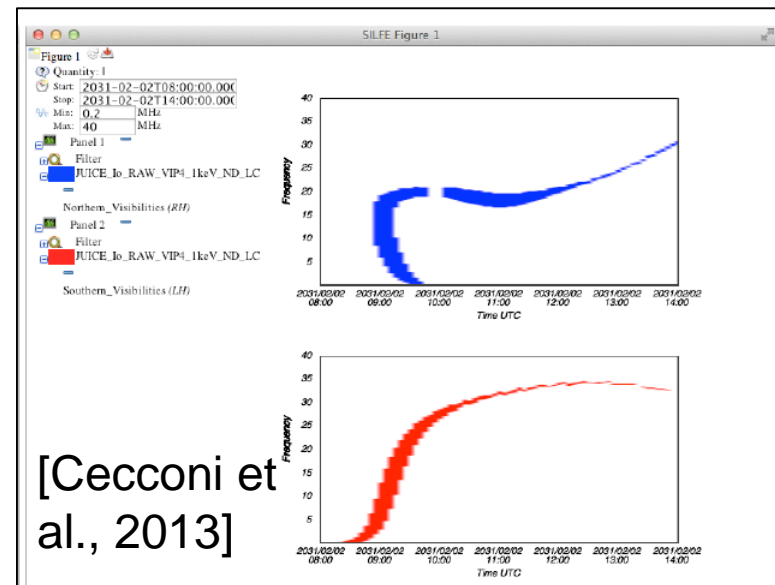 SILFE Figure 1
Figure 1
Quantity: 1
Start: 2031-02-02T08:00:00.00(
Stop: 2031-02-02T14:00:00.00(
Min: 0.2 MHz
Max: 40 MHz
Panel 1
Filter
JUICE_Io_RAW_VIP4_1keV_ND_LC
Northern_Visibilities (RH)
Panel 2
Filter
JUICE_Io_RAW_VIP4_1keV_ND_LC
Southern_Visibilities (LH)
40
35
30
25
20
15
10
5
Frequency
2031/02/02 2031/02/02 2031/02/02 2031/02/02 2031/02/02 2031/02/02 2031/02/02
08:00 09:00 10:00 11:00 12:00 13:00 14:00
Time UTC
40
35
30
25
20
15
10
5
Frequency
2031/02/02 2031/02/02 2031/02/02 2031/02/02 2031/02/02 2031/02/02 2031/02/02
08:00 09:00 10:00 11:00 12:00 13:00 14:00
Time UTC
[Cecconi et
al., 2013]